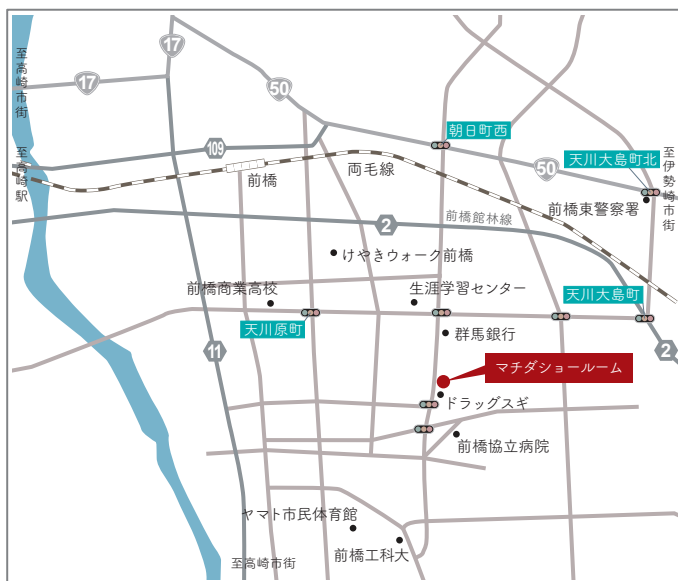 17
17
50
至高崎市街
109
朝日町西
至高崎駅
前橋
両毛線
50
天川大島町北
至伊勢崎市街
前橋東警察署
2
前橋館林線
けやきウォーク前橋
前橋商業高校
生涯学習センター
天川大島町
天川原町
群馬銀行
11
2
マチダショールーム
ドラッグスギ
前橋協立病院
ヤマト市民体育館
前橋工科大
至高崎市街